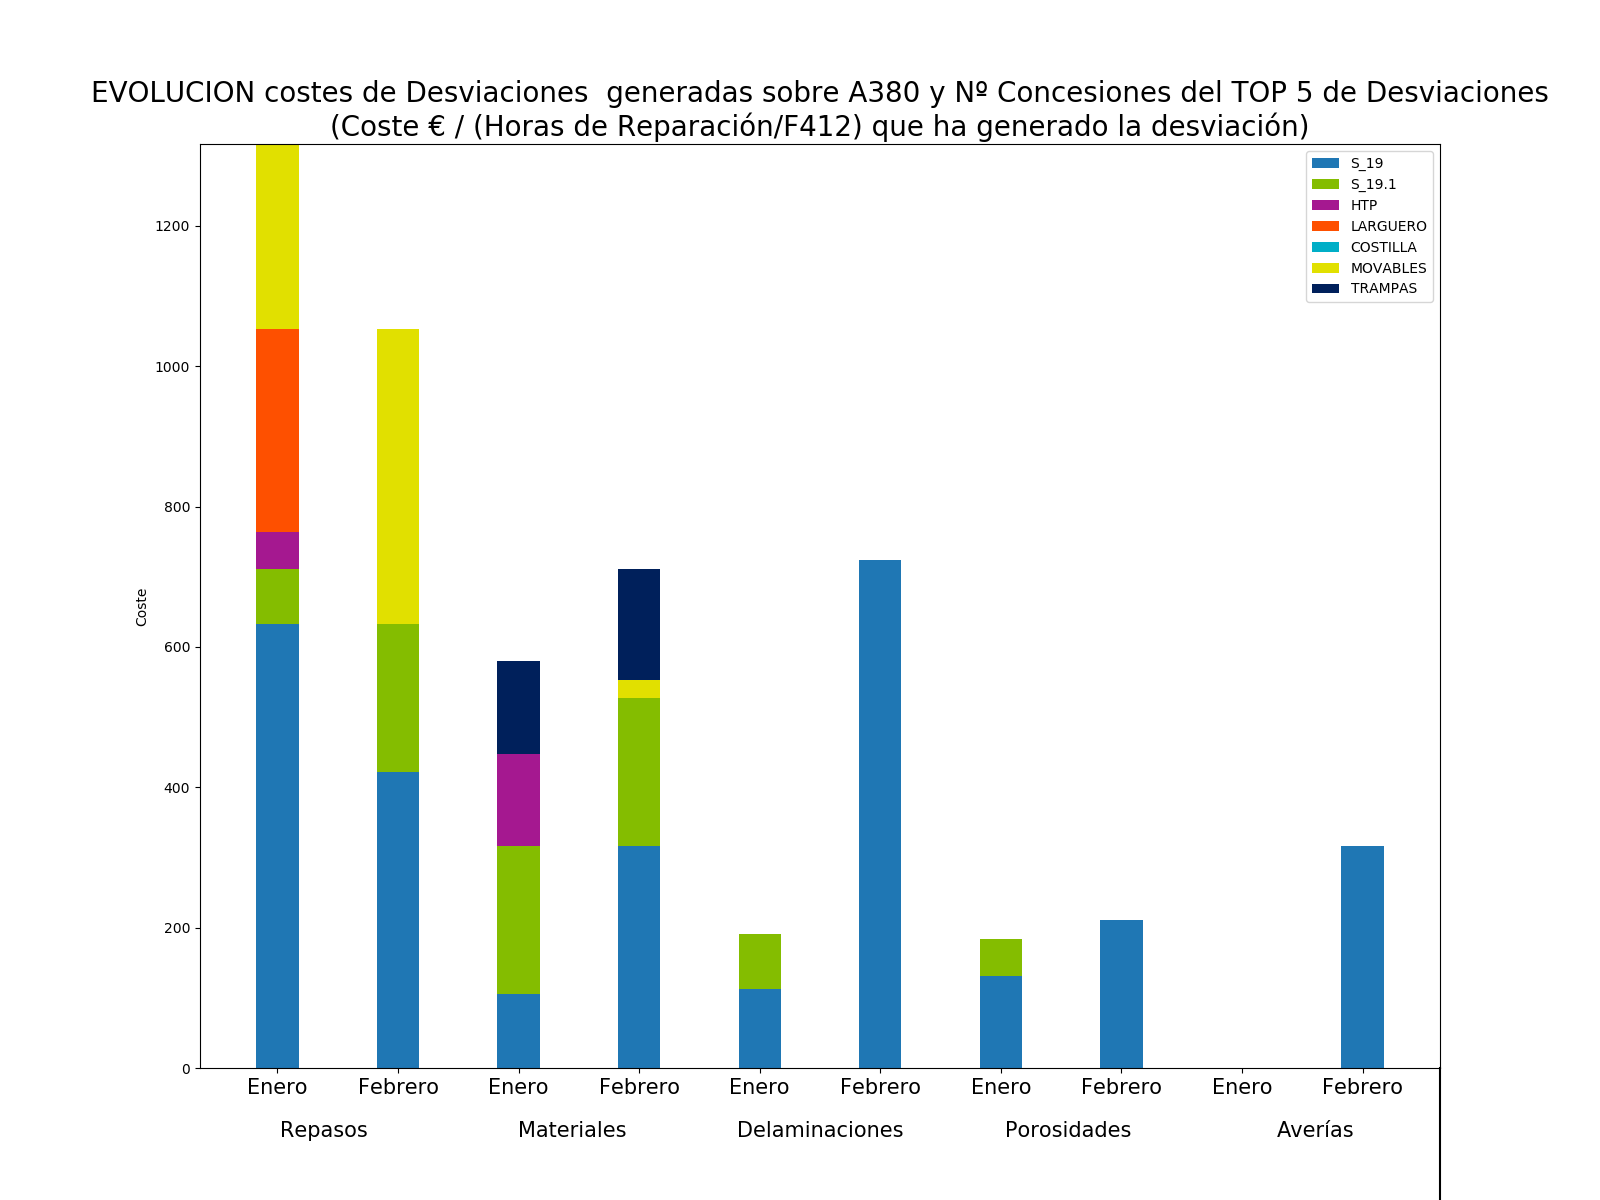 EVOLUCION costes de Desviaciones  generadas sobre A380 y Nº Concesiones del TOP 5 de Desviaciones
(Coste € / (Horas de Reparación/F412) que ha generado la desviación)
S_19
S_19.1
HTP
LARGUERO
COSTILLA
MOVABLES
TRAMPAS
1200
1000
800
600
400
200
0
Coste
Enero Febrero Enero Febrero Enero Febrero Enero Febrero Enero Febrero
Repasos Materiales Delaminaciones Porosidades Averías